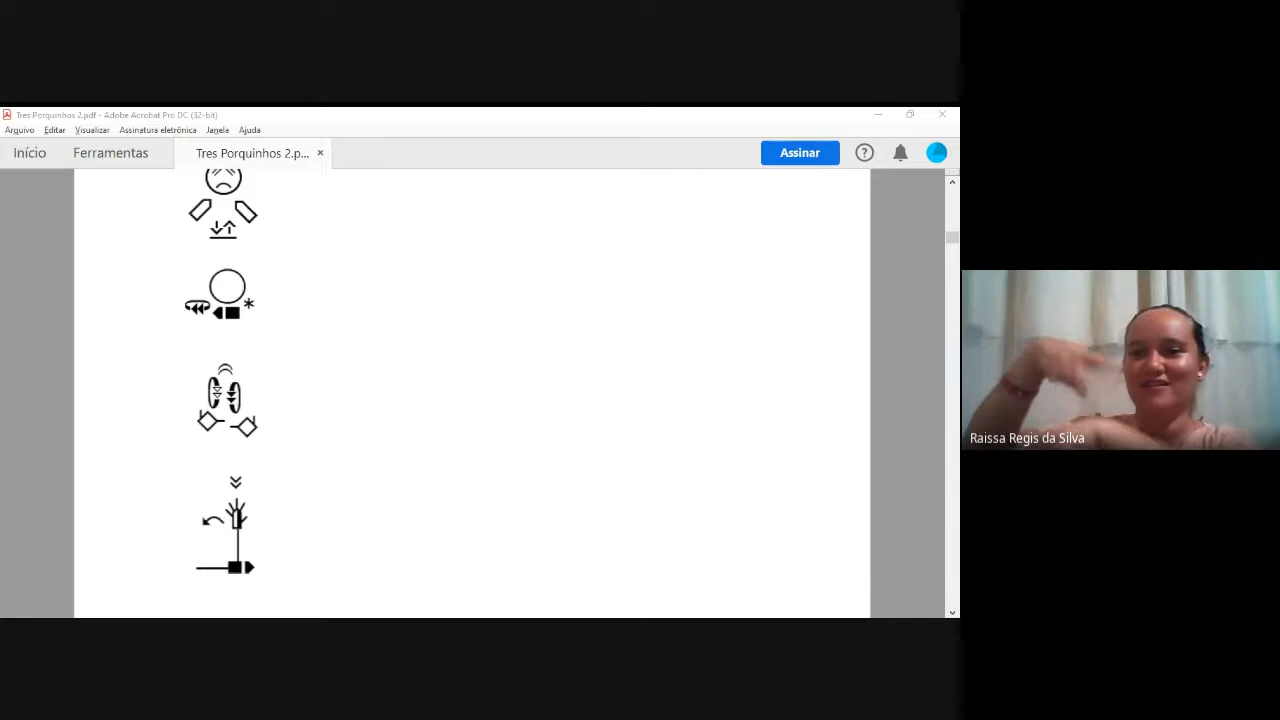 Tres Porquinhos 2.pdf - Adobe Acrobat Pro DC (32-bit)
Arquivo Editar Visualizar Assinatura eletrônica Janela Ajuda
Início Ferramentas Tres Porquinhos 2.p... × Assinar
Raissa Regis da Silva